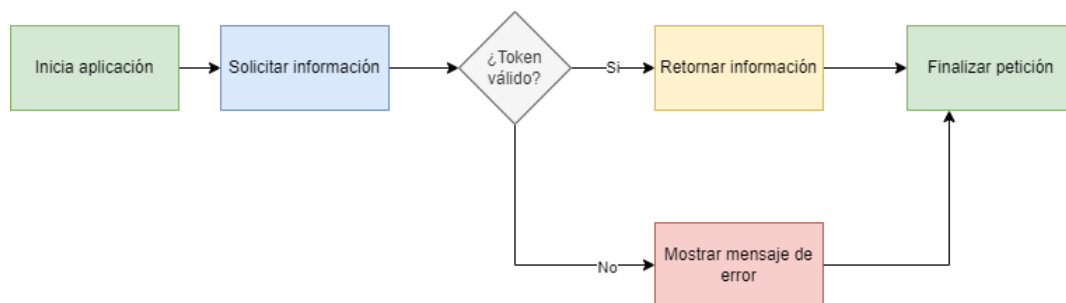 Inicia aplicación
Solicitar información
¿Token
válido?
Si
Retornar información
Finalizar petición
No
Mostrar mensaje de
error